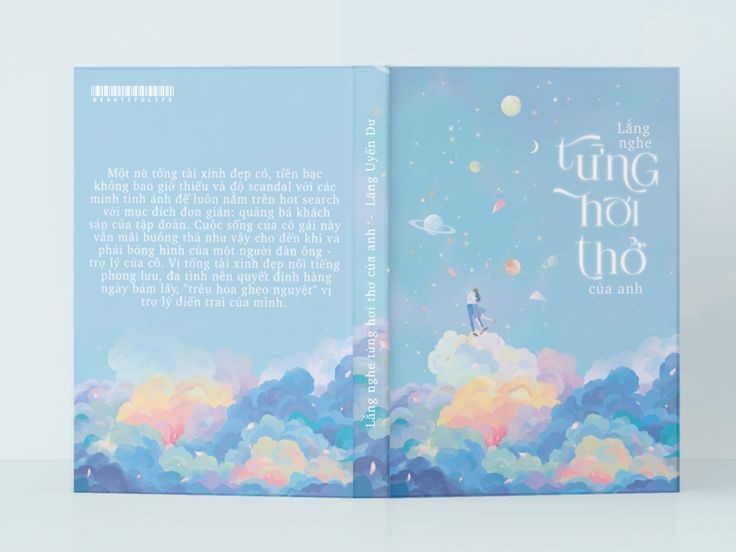 BEAUTIFULIFE
Một nữ tổng tài xinh đẹp có, tiền bạc
không bao giờ thiếu và độ scandal với các
minh tinh ảnh đế luôn nằm trên hot search
với mục đích đơn giản: quảng bá khách
sạn của tập đoàn. Cuộc sống của cô gái này
vẫn mãi buông thả như vậy cho đến khi va
phải bóng hình của một người đàn ông -
trợ lý của cô. Vị tổng tài xinh đẹp nổi tiếng
phong lưu, đa tình nên quyết định hàng
ngày bám lấy, "trêu hoa ghẹo nguyệt" vị
trợ lý điển trai của mình.
Lắng nghe từng hơi thở của anh - Lăng Uyển Du
Lắng
nghe
từng
hơi
thở
của anh